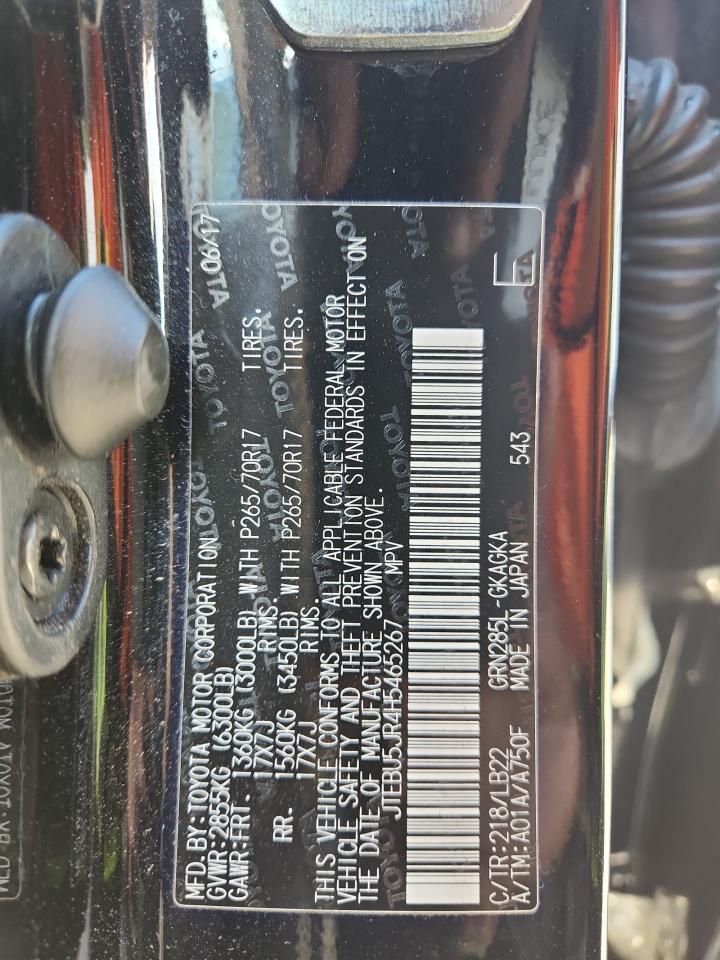 MFD.BY:TOYOTA MOTOR CORPORATION 06/17
GVWR:2855KG (6300LB)
GAWR:FRT. 1360KG (3000LB) WITH P265/70R17 TIRES.
17X7J RIMS.
RR. 1560KG (3450LB) WITH P265/70R17 TIRES.
17X7J RIMS.
THIS VEHICLE CONFORMS TO ALL APPLICABLE FEDERAL MOTOR
VEHICLE SAFETY AND THEFT PREVENTION STANDARDS IN EFFECT ON
THE DATE OF MANUFACTURE SHOWN ABOVE.
JTEBU5JR4H5465267 MPV
C/TR:218/LB22 GRN285L-GKAGKA
A/TM:A01A/A750F MADE IN JAPAN 543